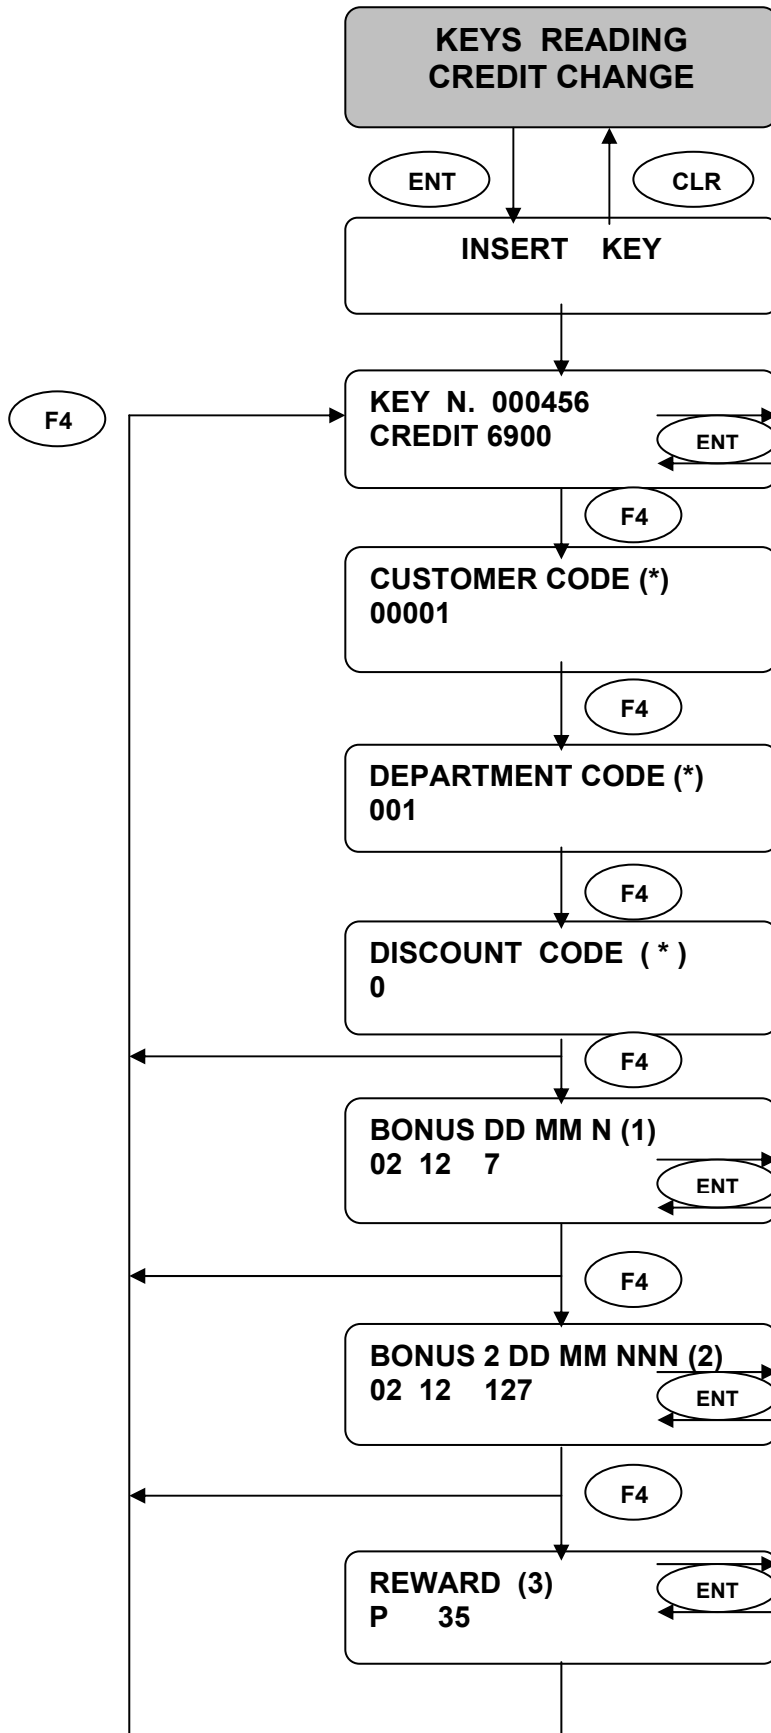 KEYS READING
CREDIT CHANGE
ENT
CLR
INSERT KEY
F4
KEY N. 000456
CREDIT 6900
ENT
F4
CUSTOMER CODE (*)
00001
F4
DEPARTMENT CODE (*)
001
F4
DISCOUNT CODE ( * )
0
F4
BONUS DD MM N (1)
02 12 7
ENT
F4
BONUS 2 DD MM NNN (2)
02 12 127
ENT
F4
REWARD (3)
P 35
ENT